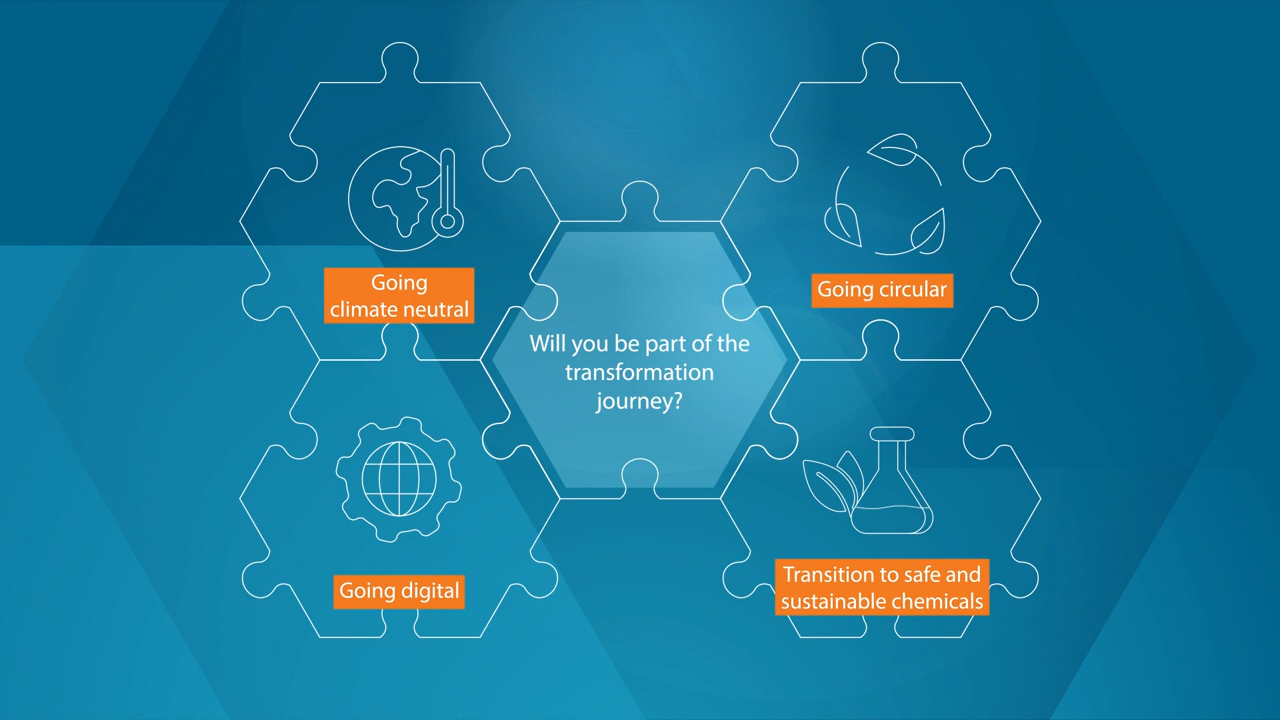 Going
climate neutral
Going circular
Will you be part of the
transformation
journey?
Going digital
Transition to safe and
sustainable chemicals